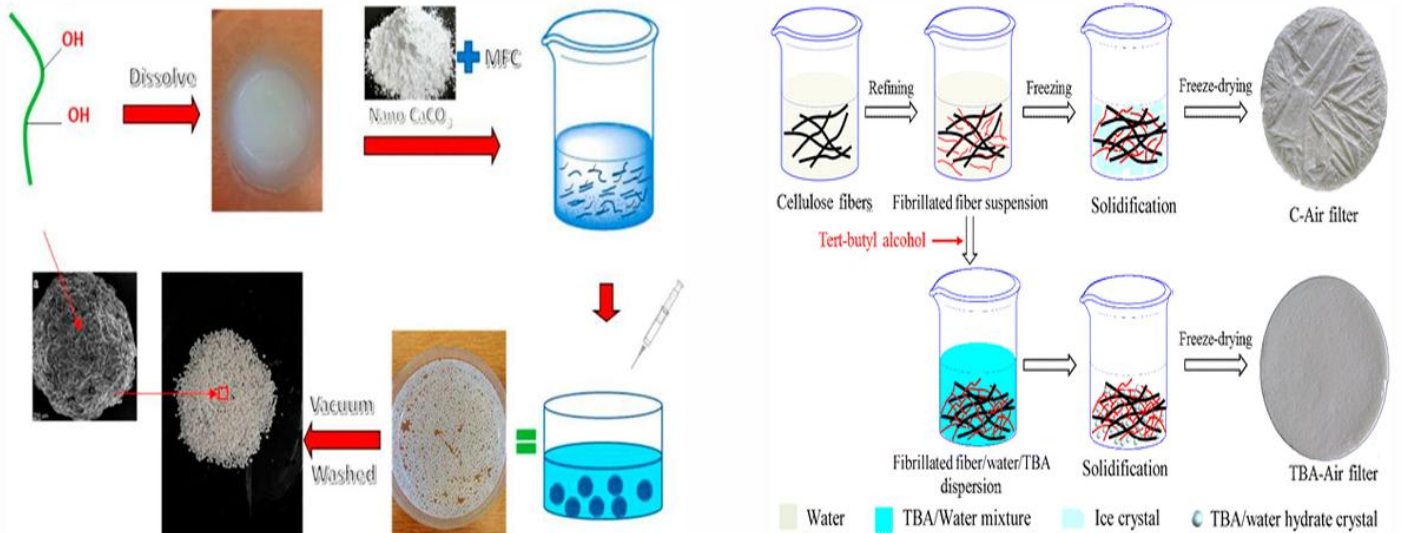 OH
OH
Dissolve
Nano CaCO3
MFC
a
Vacuum
Washed
Refining
Freezing
Freeze-drying
Cellulose fibers
Fibrillated fiber suspension
Solidification
C-Air filter
Tert-butyl alcohol
Freeze-drying
Fibrillated fiber/water/TBA
dispersion
Solidification
TBA-Air filter
Water
TBA/Water mixture
Ice crystal
TBA/water hydrate crystal